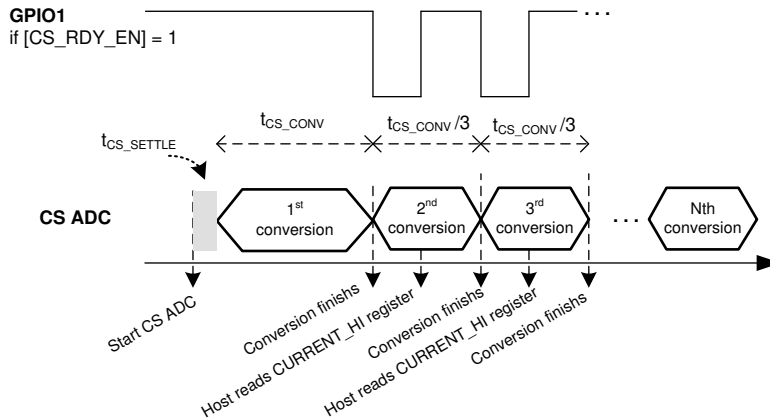 GPIO1
if [CS_RDY_EN] = 1
. . .
t_CS_CONV
t_CS_CONV /3
t_CS_CONV /3
t_CS_SETTLE
CS ADC
1st
conversion
2nd
conversion
3rd
conversion
. . .
Nth
conversion
Start CS ADC
Conversion finishs
Host reads CURRENT_HI register
Conversion finishs
Host reads CURRENT_HI register
Conversion finishs